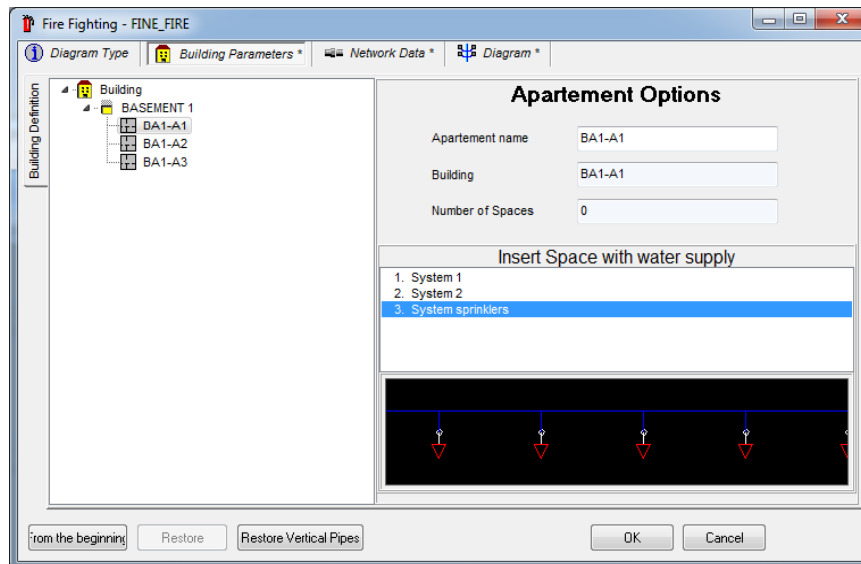 Fire Fighting - FINE_FIRE
Diagram Type
Building Parameters *
Network Data *
Diagram *
Building Definition
Building
BASEMENT 1
BA1-A1
BA1-A2
BA1-A3
Apartement Options
Apartement name
BA1-A1
Building
BA1-A1
Number of Spaces
0
Insert Space with water supply
1. System 1
2. System 2
3. System sprinklers
From the beginning
Restore
Restore Vertical Pipes
OK
Cancel